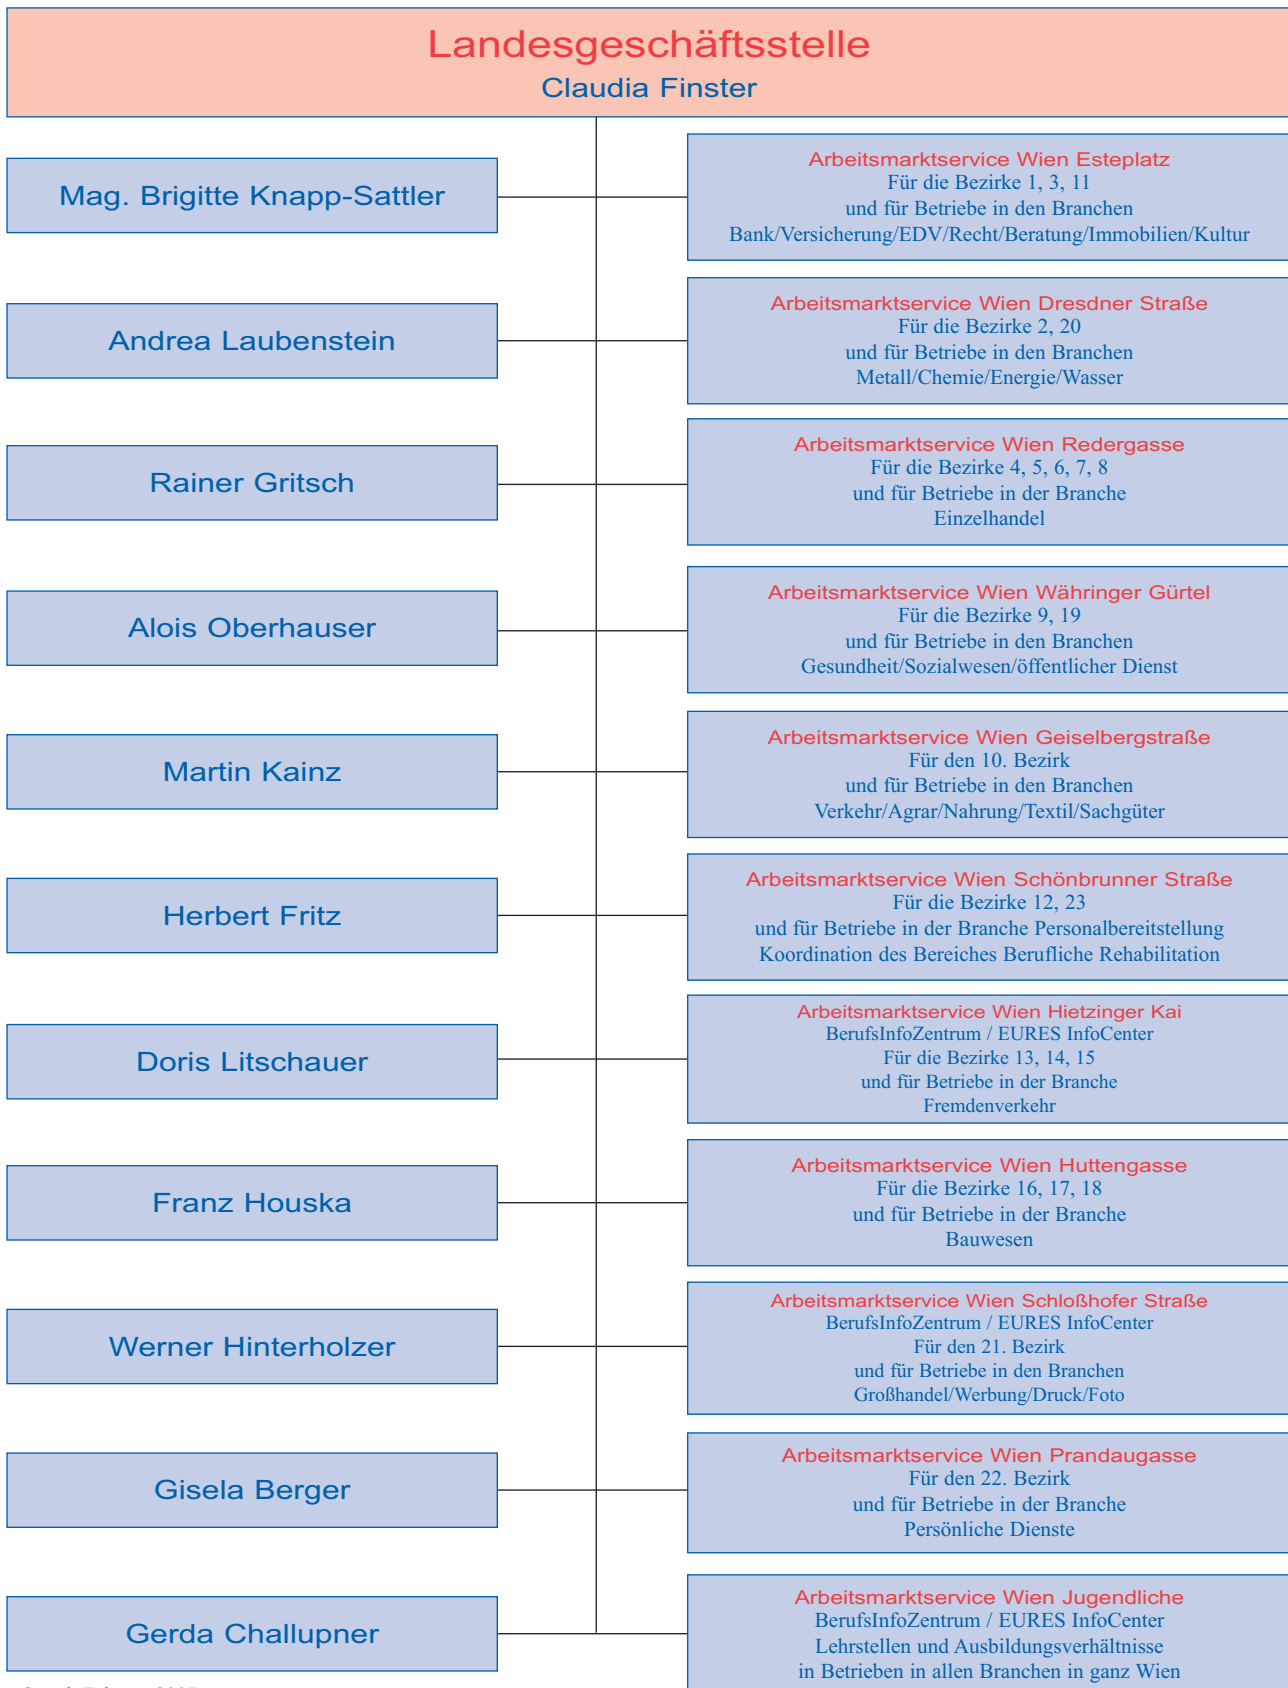 Landesgeschäftsstelle
Claudia Finster
Mag. Brigitte Knapp-Sattler
Arbeitsmarktservice Wien Esteplatz
Für die Bezirke 1, 3, 11
und für Betriebe in den Branchen
Bank/Versicherung/EDV/Recht/Beratung/Immobilien/Kultur
Andrea Laubenstein
Arbeitsmarktservice Wien Dresdner Straße
Für die Bezirke 2, 20
und für Betriebe in den Branchen
Metall/Chemie/Energie/Wasser
Rainer Gritsch
Arbeitsmarktservice Wien Redergasse
Für die Bezirke 4, 5, 6, 7, 8
und für Betriebe in der Branche
Einzelhandel
Alois Oberhauser
Arbeitsmarktservice Wien Währinger Gürtel
Für die Bezirke 9, 19
und für Betriebe in den Branchen
Gesundheit/Sozialwesen/öffentlicher Dienst
Martin Kainz
Arbeitsmarktservice Wien Geiselbergstraße
Für den 10. Bezirk
und für Betriebe in den Branchen
Verkehr/Agrar/Nahrung/Textil/Sachgüter
Herbert Fritz
Arbeitsmarktservice Wien Schönbrunner Straße
Für die Bezirke 12, 23
und für Betriebe in der Branche Personalbereitstellung
Koordination des Bereiches Berufliche Rehabilitation
Doris Litschauer
Arbeitsmarktservice Wien Hietzinger Kai
BerufsInfoZentrum / EURES InfoCenter
Für die Bezirke 13, 14, 15
und für Betriebe in der Branche
Fremdenverkehr
Franz Houska
Arbeitsmarktservice Wien Huttengasse
Für die Bezirke 16, 17, 18
und für Betriebe in der Branche
Bauwesen
Werner Hinterholzer
Arbeitsmarktservice Wien Schloßhofer Straße
BerufsInfoZentrum / EURES InfoCenter
Für den 21. Bezirk
und für Betriebe in den Branchen
Großhandel/Werbung/Druck/Foto
Gisela Berger
Arbeitsmarktservice Wien Prandaugasse
Für den 22. Bezirk
und für Betriebe in der Branche
Persönliche Dienste
Gerda Challupner
Arbeitsmarktservice Wien Jugendliche
BerufsInfoZentrum / EURES InfoCenter
Lehrstellen und Ausbildungsverhältnisse
in Betrieben in allen Branchen in ganz Wien